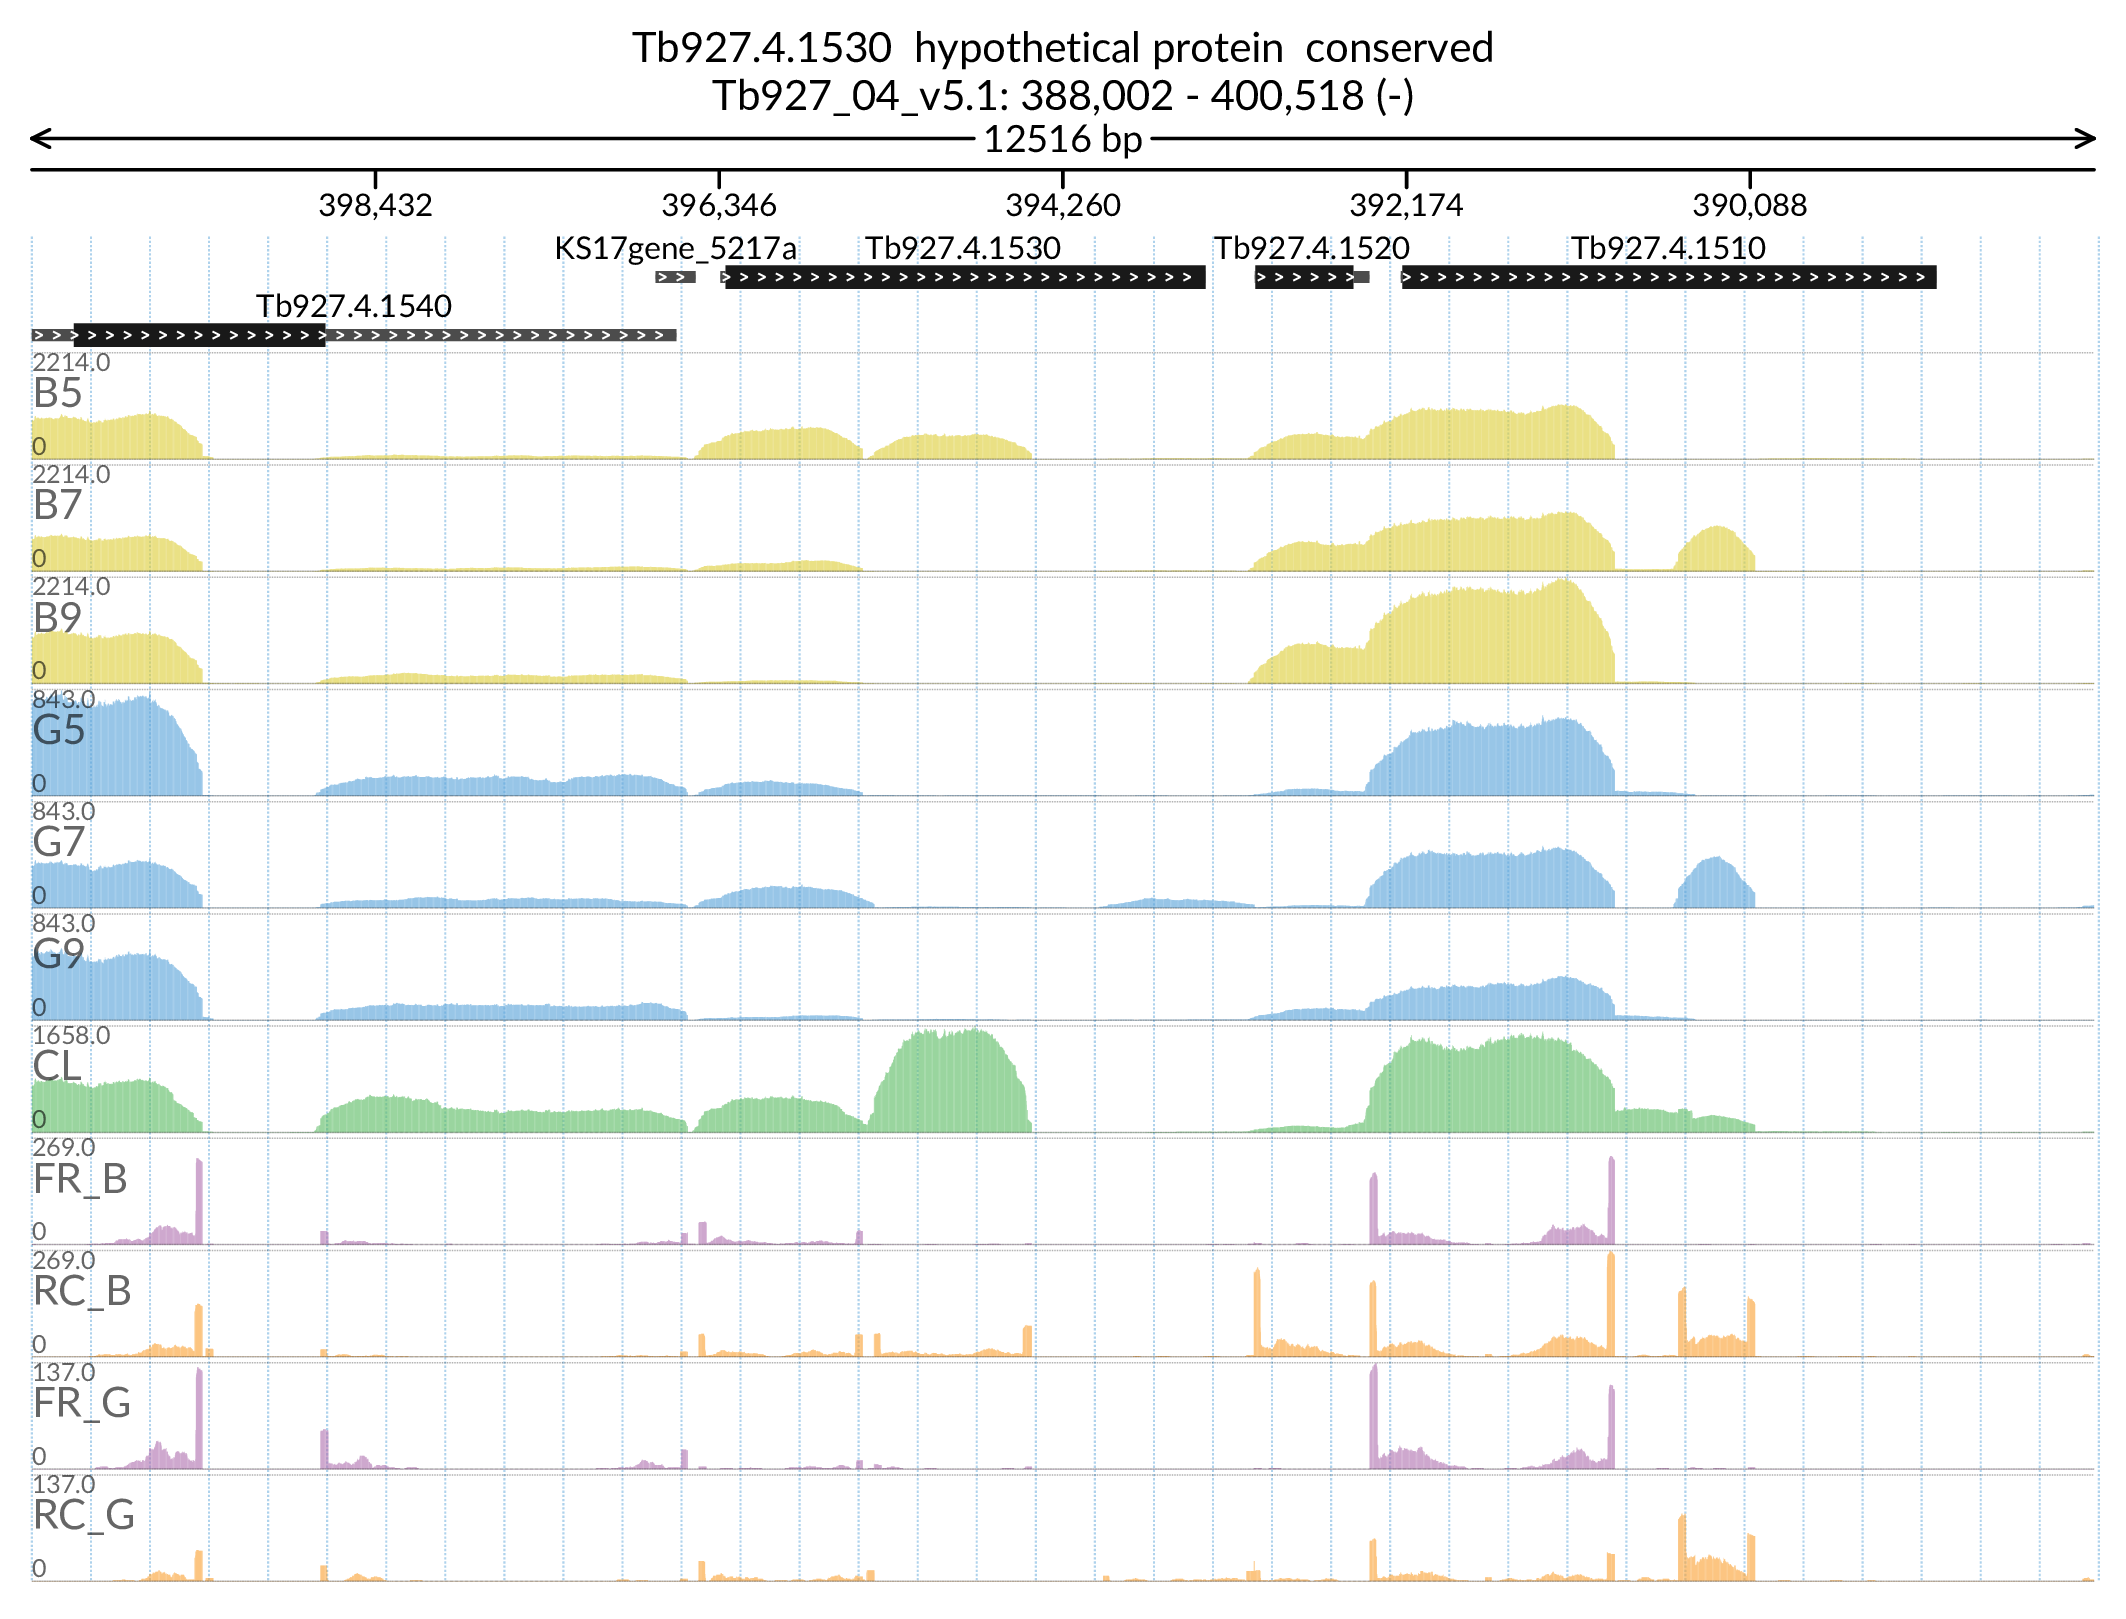 Tb927.4.1530  hypothetical protein  conserved
Tb927_04_v5.1: 388,002 - 400,518 (-)
12516 bp
398,432 396,346 394,260 392,174 390,088
KS17gene_5217a Tb927.4.1530 Tb927.4.1520 Tb927.4.1510
Tb927.4.1540
2214.0
B5
0
2214.0
B7
0
2214.0
B9
0
843.0
G5
0
843.0
G7
0
843.0
G9
0
1658.0
CL
0
269.0
FR_B
0
269.0
RC_B
0
137.0
FR_G
0
137.0
RC_G
0